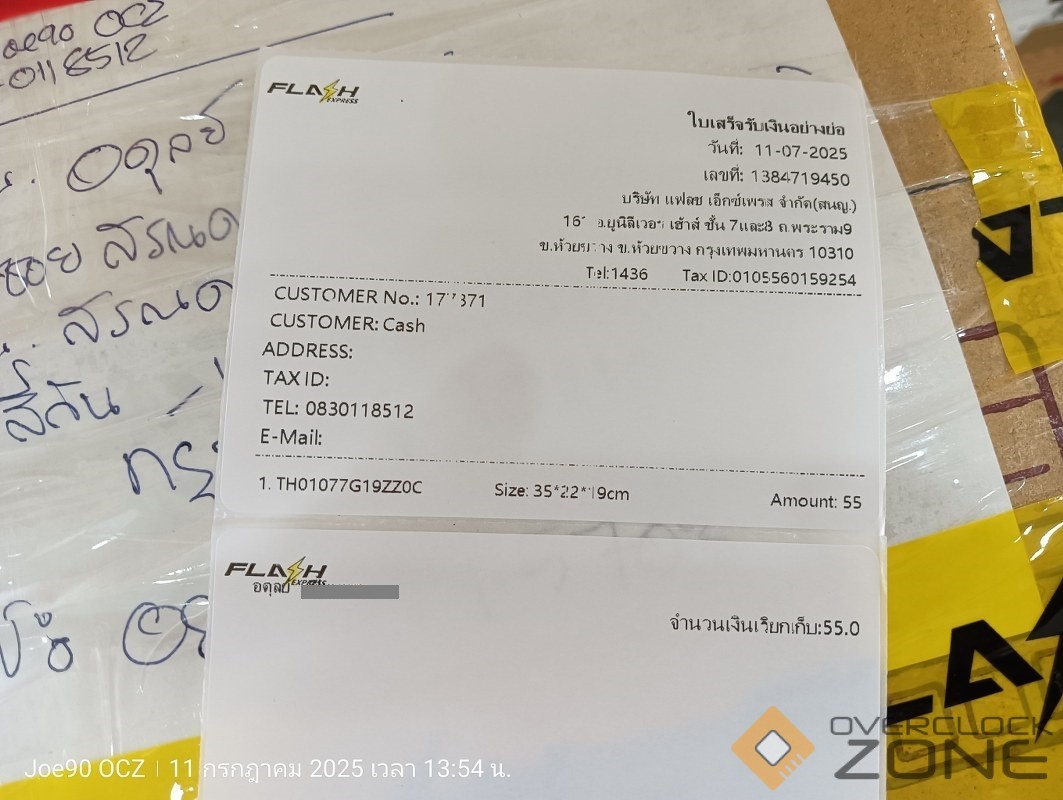 Joe90 OCZ
0118512
อดุลย์
ซอย
FLASH EXPRESS
ใบเสร็จรับเงินอย่างย่อ
วันที่: 11-07-2025
เลขที่: 1384719450
บริษัท แฟลช เอ็กซ์เพรส จำกัด(สนญ.)
อ.ยูนิลีเวอร์ เฮ้าส์ ชั้น 7และ8 ถ.พระราม9
ข.ห้วยขวาง กรุงเทพมหานคร 10310
Tel:1436 Tax ID:0105560159254
CUSTOMER No.:
CUSTOMER: Cash
ADDRESS:
TAX ID:
TEL: 0830118512
E-Mail:
1. TH01077G19ZZ0C Size: 35*22*19cm Amount: 55
FLASH EXPRESS
อดุลย์
จำนวนเงินเรียกเก็บ:55.0
OVERCLOCK
ZONE
Joe90 OCZ | 11 กรกฎาคม 2025 เวลา 13:54 น.